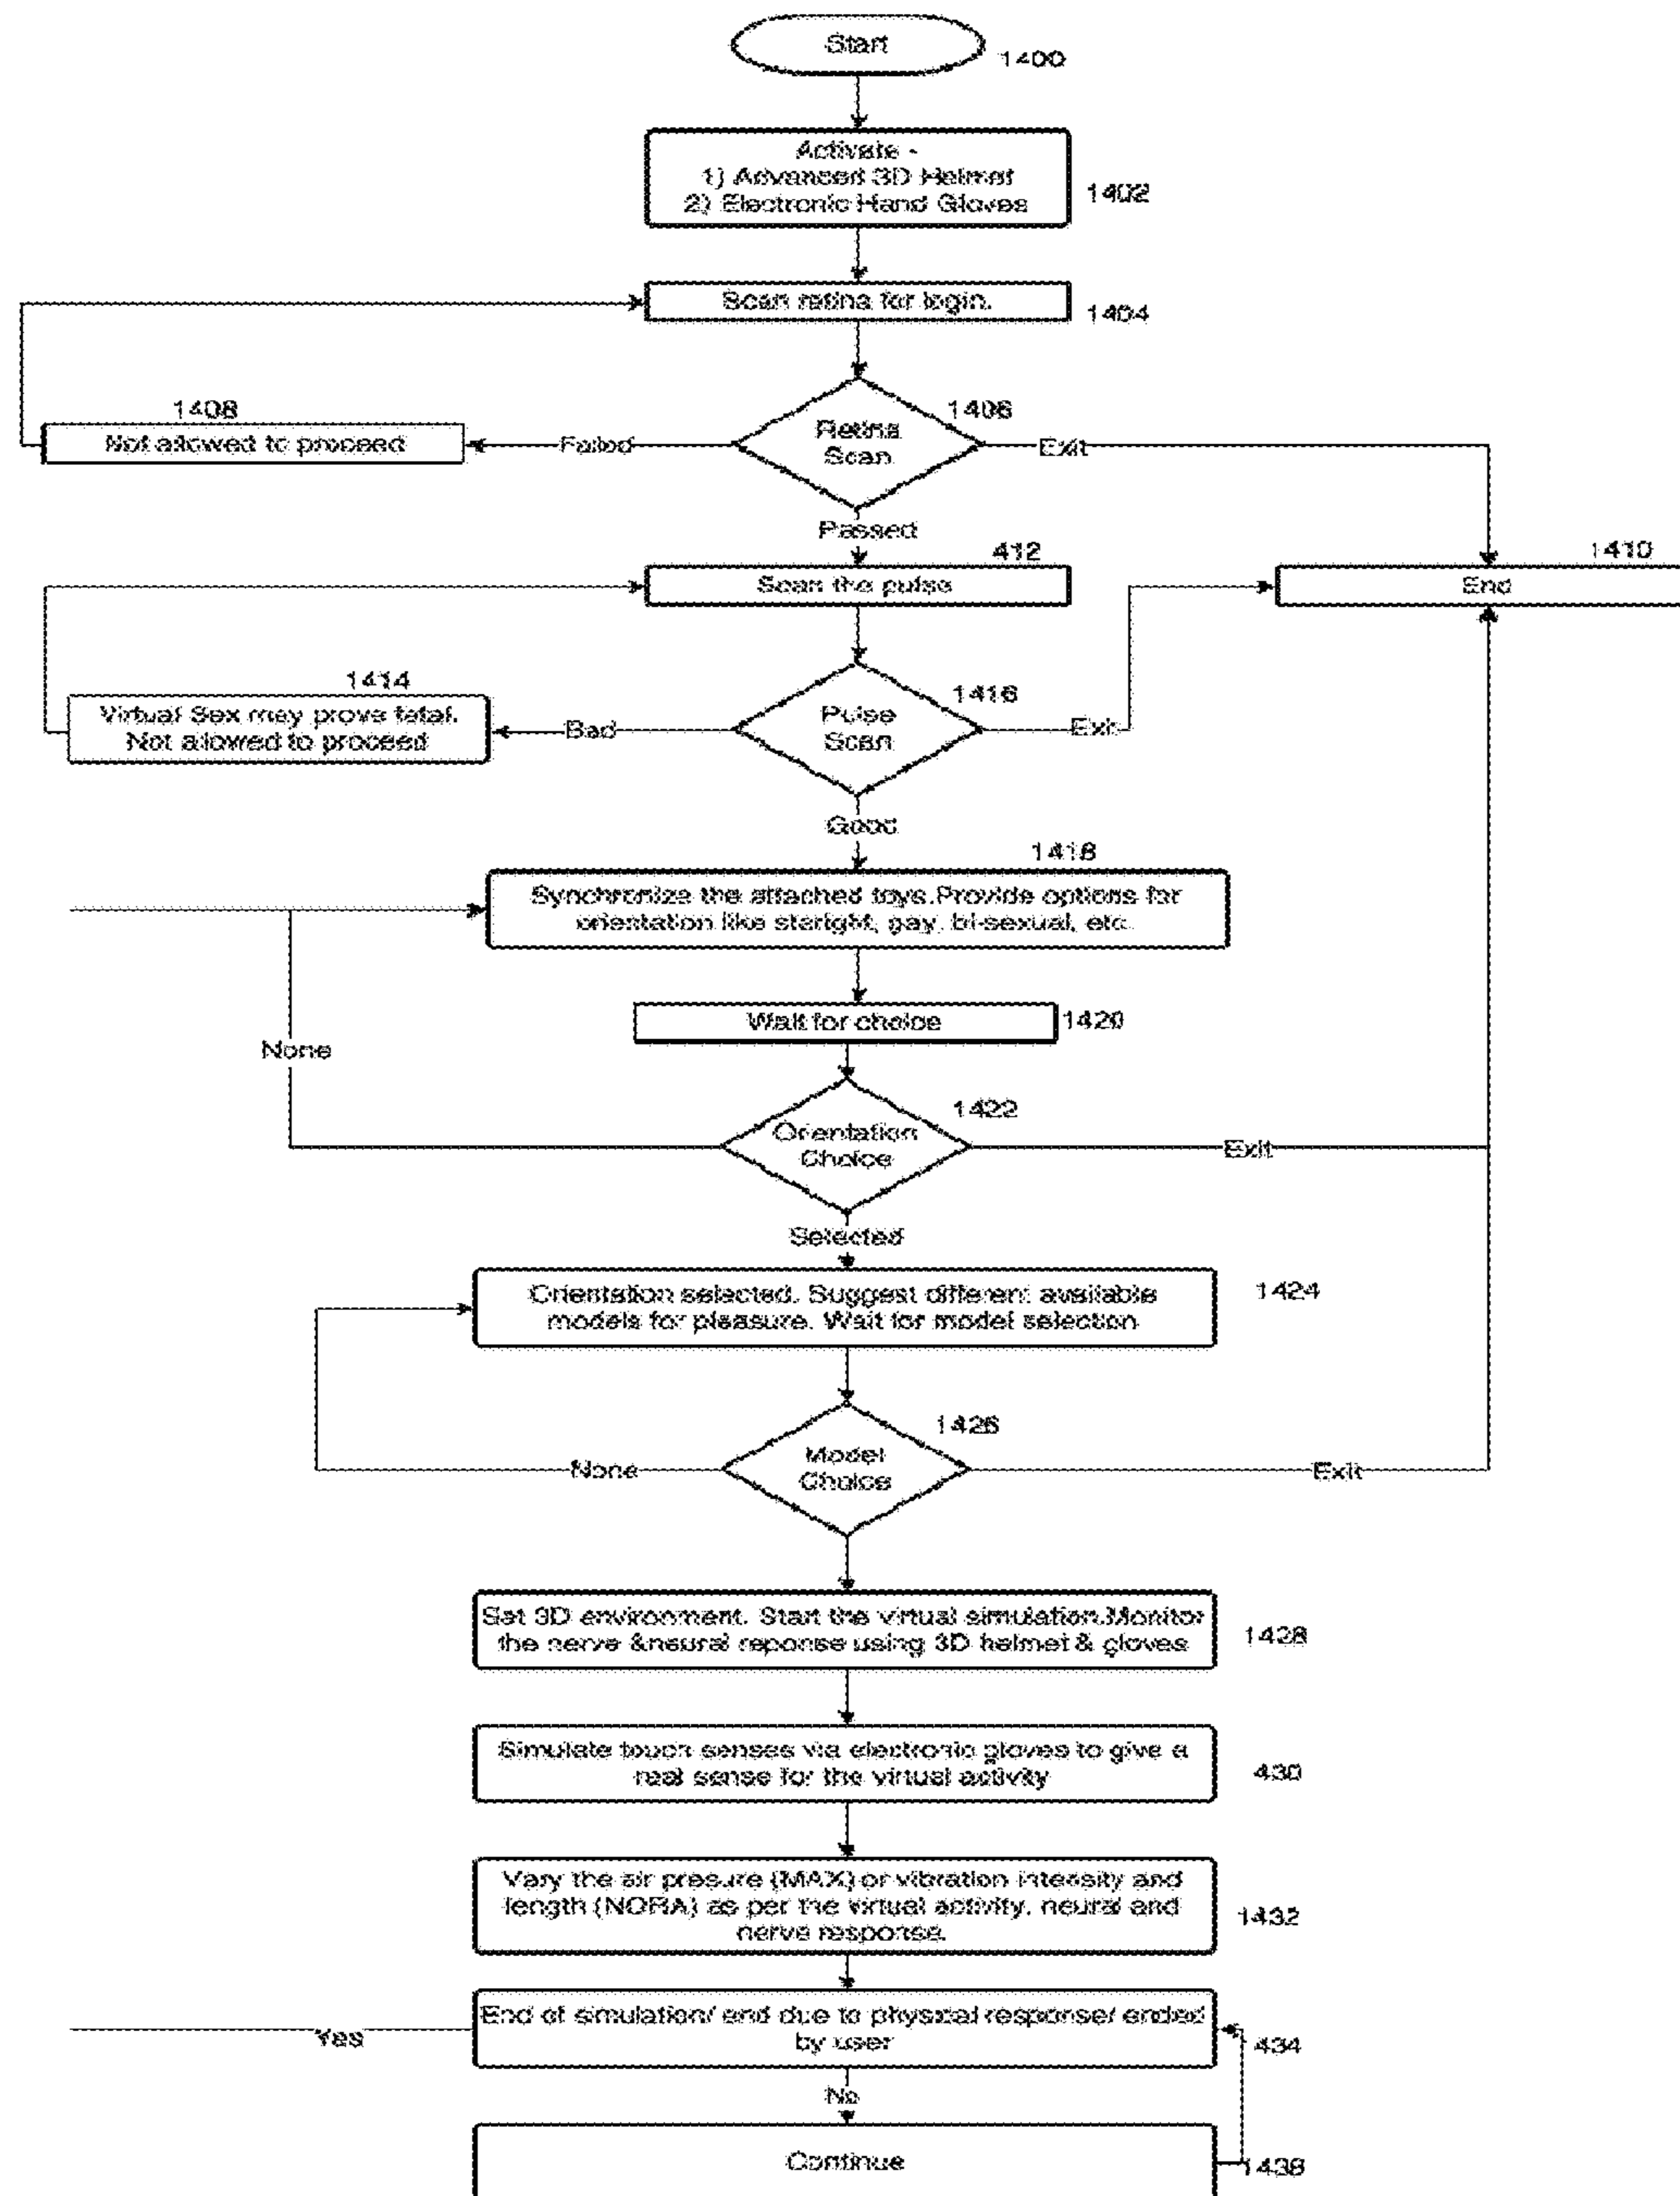 Start
1400
Activate -
1) Advanced 3D Helmet
2) Electronic Hand Gloves
1402
Scan retina for login.
1404
1408
Not allowed to proceed
Failed
Retina
Scan
1406
Exit
Passed
412
Scan the pulse
1410
End
1414
Virtual Sex may prove fatal.
Not allowed to proceed
Bad
Pulse
Scan
1416
Exit
Good
1418
Synchronize the attached toys.Provide options for
orientation like staright, gay, bi-sexual, etc.
Wait for choice
1420
None
Orientation
Choice
1422
Exit
Selected
Orientation selected. Suggest different available
models for pleasure. Wait for model selection
1424
None
Model
Choice
1426
Exit
Set 3D environment. Start the virtual simulation.Monitor
the nerve &neural reponse using 3D helmet & gloves
1428
Simulate touch senses via electronic gloves to give a
real sense for the virtual activity
430
Vary the air presure (MAX) or vibration intensity and
length (NORA) as per the virtual activity, neural and
nerve response.
1432
End of simulation/ end due to physical response/ ended
by user
434
Yes
No
Continue
1438